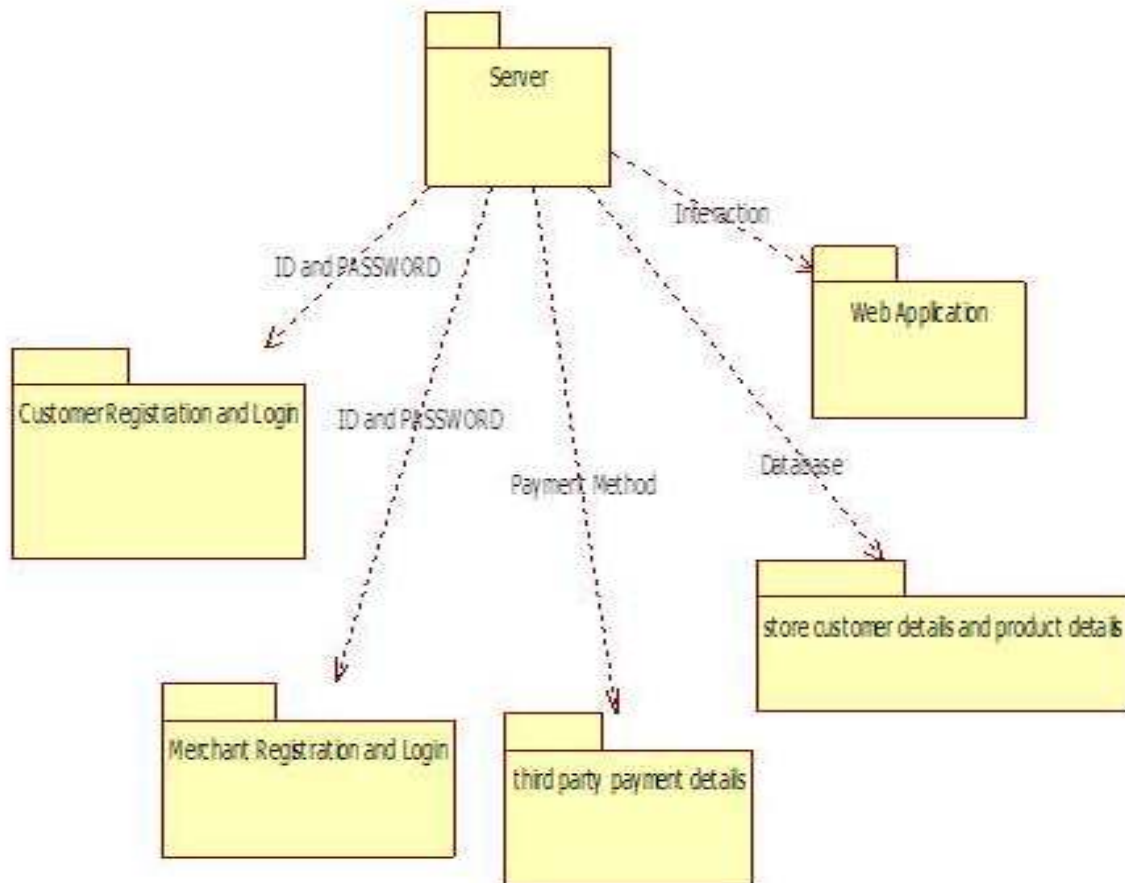 Server
Interaction
ID and PASSWORD
Web Application
Customer Registration and Login
ID and PASSWORD
Database
Payment Method
store customer details and product details
Merchant Registration and Login
third party payment details